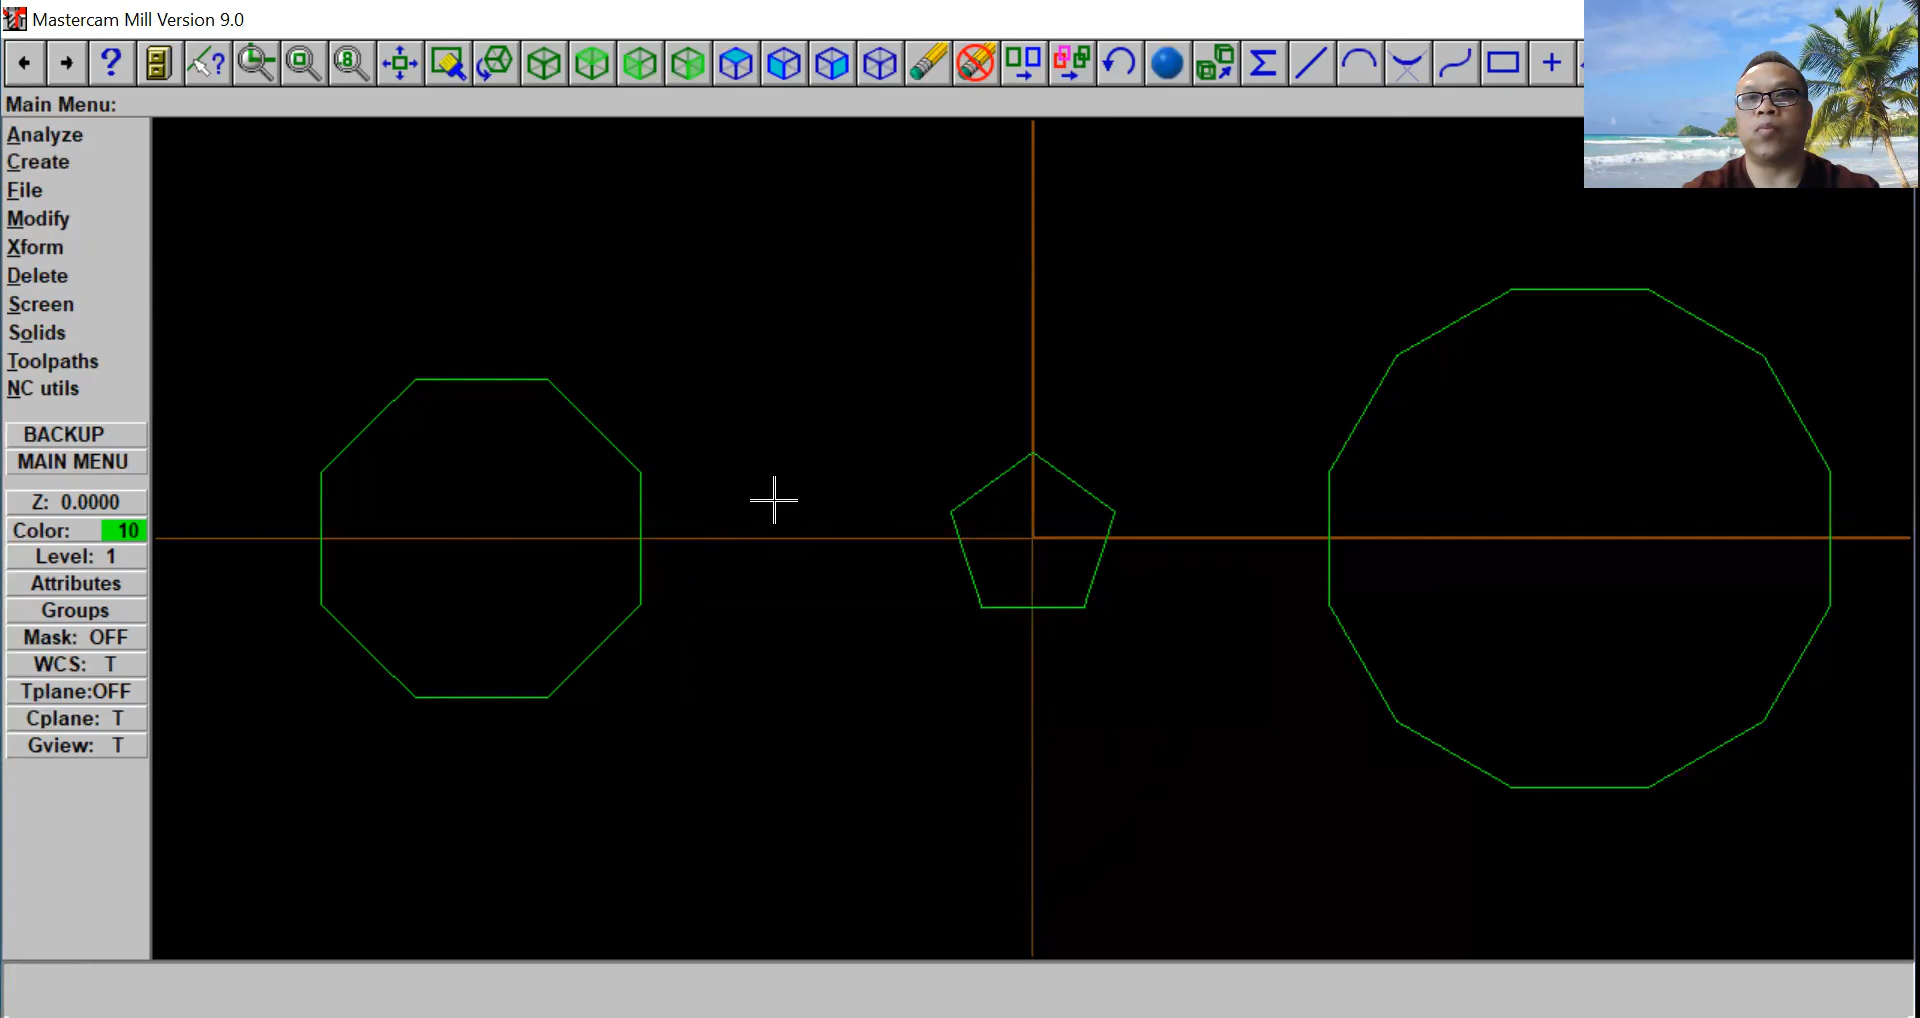 Mastercam Mill Version 9.0
Main Menu:
Analyze
Create
File
Modify
Xform
Delete
Screen
Solids
Toolpaths
NC utils
BACKUP
MAIN MENU
Z: 0.0000
Color: 10
Level: 1
Attributes
Groups
Mask: OFF
WCS: T
Tplane:OFF
Cplane: T
Gview: T